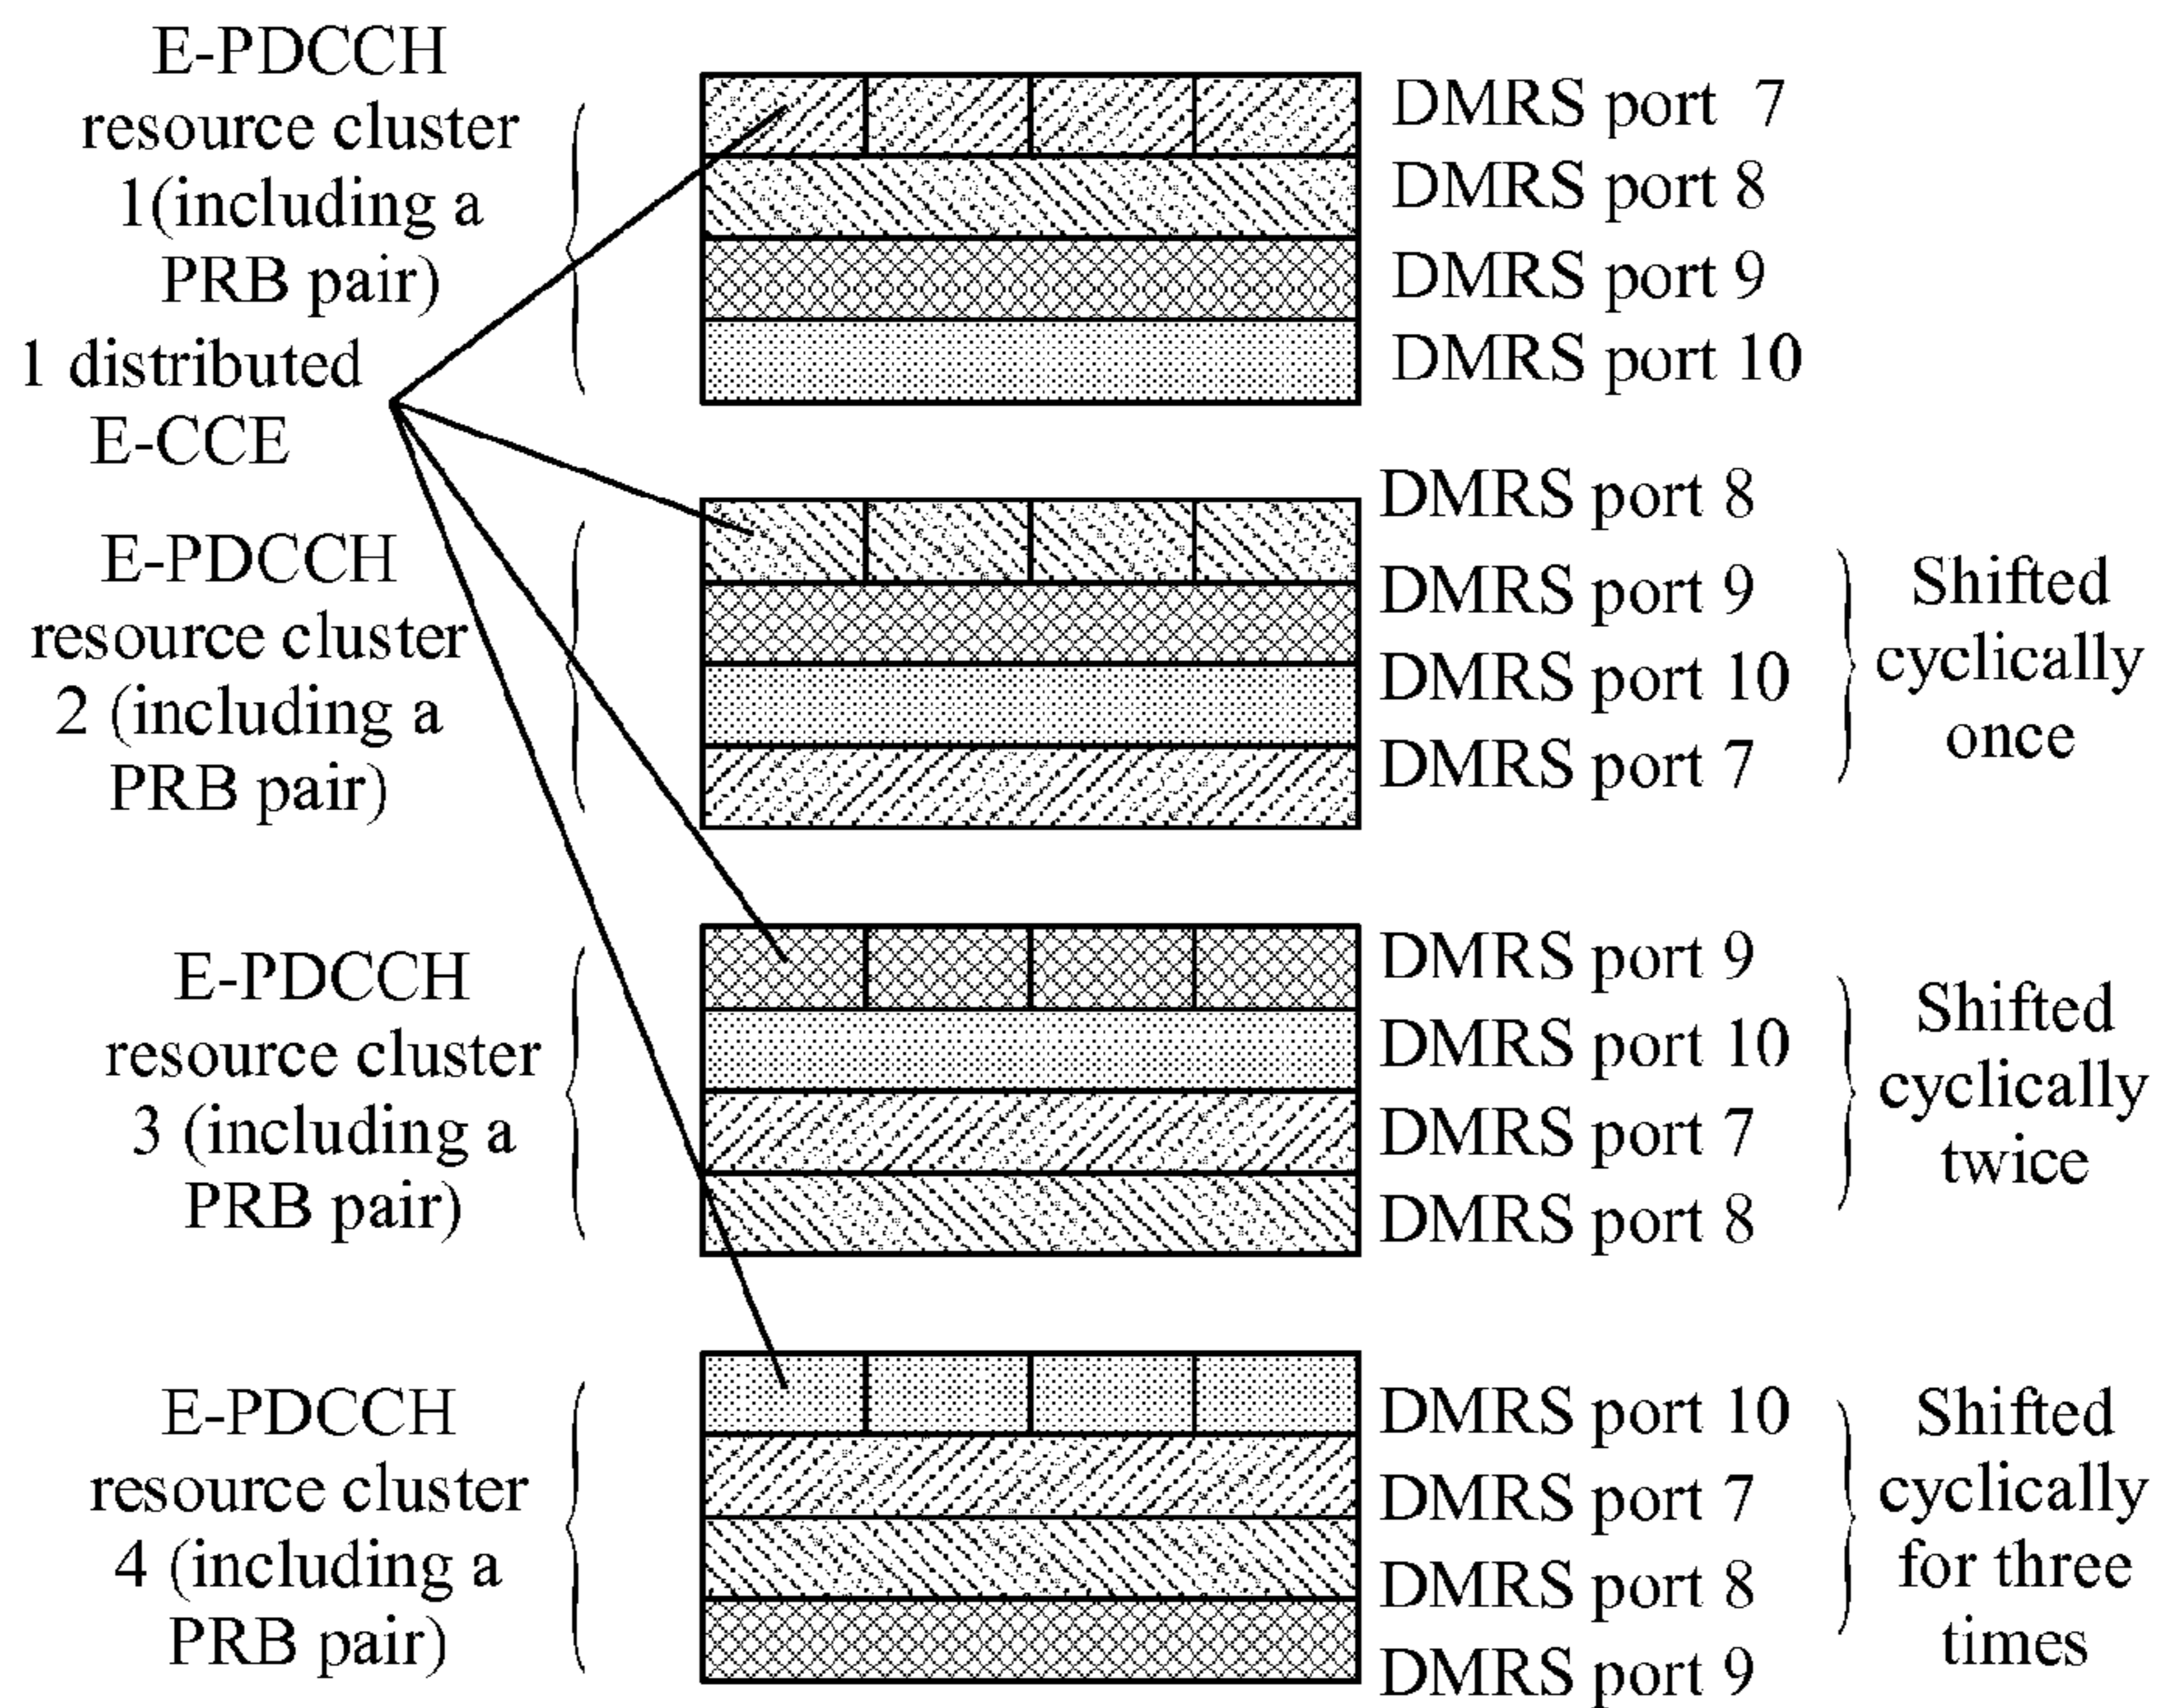 E-PDCCH
resource cluster
1(including a
PRB pair)
DMRS port 7
DMRS port 8
DMRS port 9
DMRS port 10
1 distributed
E-CCE
E-PDCCH
resource cluster
2 (including a
PRB pair)
DMRS port 8
DMRS port 9
DMRS port 10
DMRS port 7
Shifted
cyclically
once
E-PDCCH
resource cluster
3 (including a
PRB pair)
DMRS port 9
DMRS port 10
DMRS port 7
DMRS port 8
Shifted
cyclically
twice
E-PDCCH
resource cluster
4 (including a
PRB pair)
DMRS port 10
DMRS port 7
DMRS port 8
DMRS port 9
Shifted
cyclically
for three
times